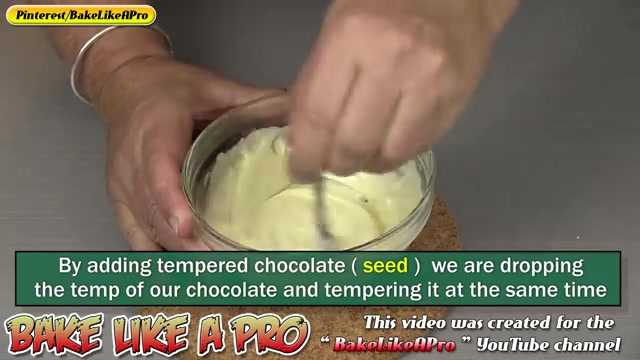 Pinterest/BakeLikeAPro
By adding tempered chocolate ( seed ) we are dropping
the temp of our chocolate and tempering it at the same time
BAKE LIKE A PRO
This video was created for the
“ BakeLikeAPro ” YouTube channel